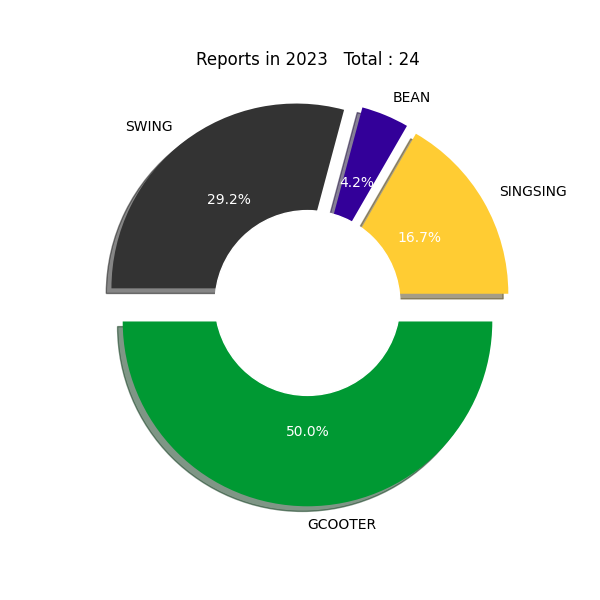 Reports in 2023   Total : 24
BEAN
SWING
4.2%
SINGSING
29.2%
16.7%
50.0%
GCOOTER